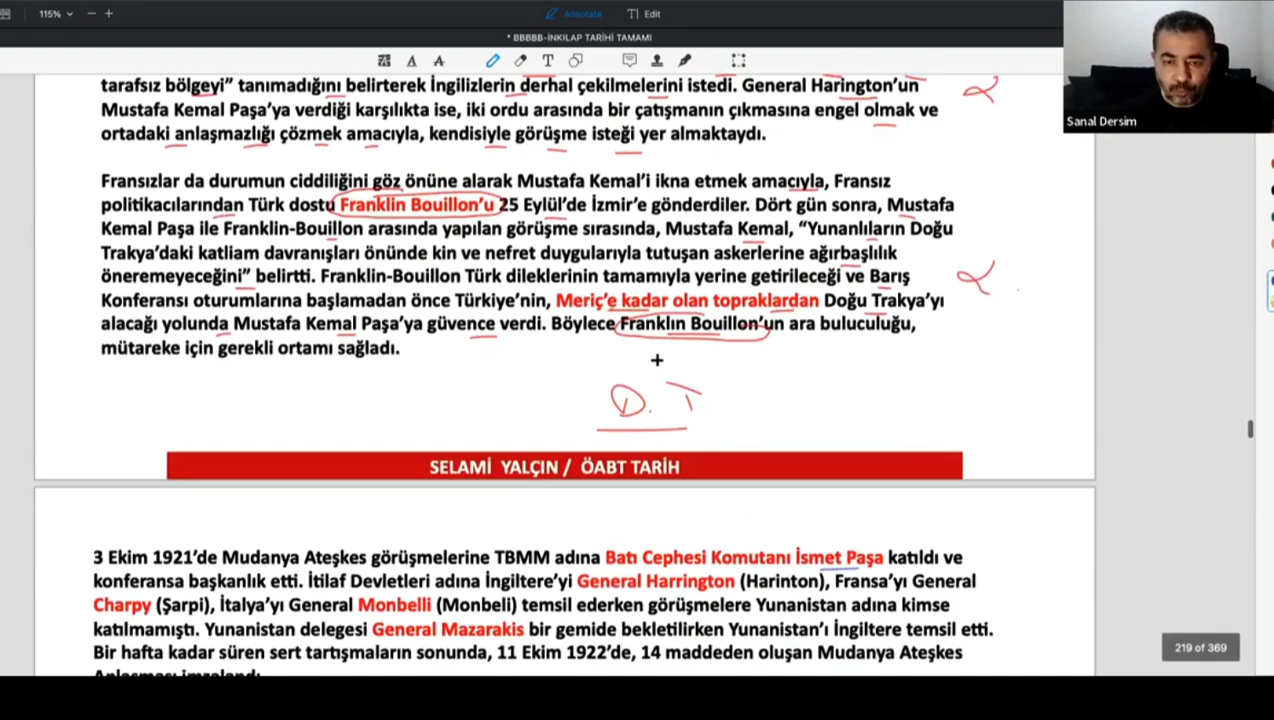 115%
Annotate
Edit
* BBBBB-İNKILAP TARİHİ TAMAMI
Sanal Dersim
tarafsız bölgeyi” tanımadığını belirterek İngilizlerin derhal çekilmelerini istedi. General Harington’un
Mustafa Kemal Paşa’ya verdiği karşılıkta ise, iki ordu arasında bir çatışmanın çıkmasına engel olmak ve
ortadaki anlaşmazlığı çözmek amacıyla, kendisiyle görüşme isteği yer almaktaydı.
Fransızlar da durumun ciddiliğini göz önüne alarak Mustafa Kemal’i ikna etmek amacıyla, Fransız
politikacılarından Türk dostu Franklin Bouillon’u 25 Eylül’de İzmir’e gönderdiler. Dört gün sonra, Mustafa
Kemal Paşa ile Franklin-Bouillon arasında yapılan görüşme sırasında, Mustafa Kemal, “Yunanlıların Doğu
Trakya’daki katliam davranışları önünde kin ve nefret duygularıyla tutuşan askerlerine ağırbaşlılık
öneremeyeceğini” belirtti. Franklin-Bouillon Türk dileklerinin tamamıyla yerine getirileceği ve Barış
Konferansı oturumlarına başlamadan önce Türkiye’nin, Meriç’e kadar olan topraklardan Doğu Trakya’yı
alacağı yolunda Mustafa Kemal Paşa’ya güvence verdi. Böylece Franklin Bouillon’un ara buluculuğu,
mütareke için gerekli ortamı sağladı.
D. T
SELAMİ YALÇIN / ÖABT TARİH
3 Ekim 1921’de Mudanya Ateşkes görüşmelerine TBMM adına Batı Cephesi Komutanı İsmet Paşa katıldı ve
konferansa başkanlık etti. İtilaf Devletleri adına İngiltere’yi General Harrington (Harinton), Fransa’yı General
Charpy (Şarpi), İtalya’yı General Monbelli (Monbeli) temsil ederken görüşmelere Yunanistan adına kimse
katılmamıştı. Yunanistan delegesi General Mazarakis bir gemide bekletilirken Yunanistan’ı İngiltere temsil etti.
Bir hafta kadar süren sert tartışmaların sonunda, 11 Ekim 1922’de, 14 maddeden oluşan Mudanya Ateşkes
Anlaşması imzalandı:
219 of 369